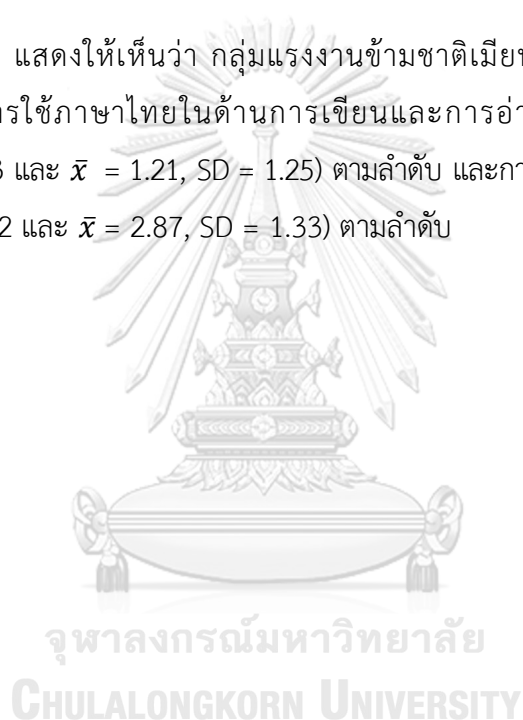 แสดงให้เห็นว่า กลุ่มแรงงานข้ามชาติเมีย
ารใช้ภาษาไทยในด้านการเขียนและการอ่า
และ x̄ = 1.21, SD = 1.25) ตามลำดับ และกา
2 และ x̄ = 2.87, SD = 1.33) ตามลำดับ
จุฬาลงกรณ์มหาวิทยาลัย
CHULALONGKORN UNIVERSITY